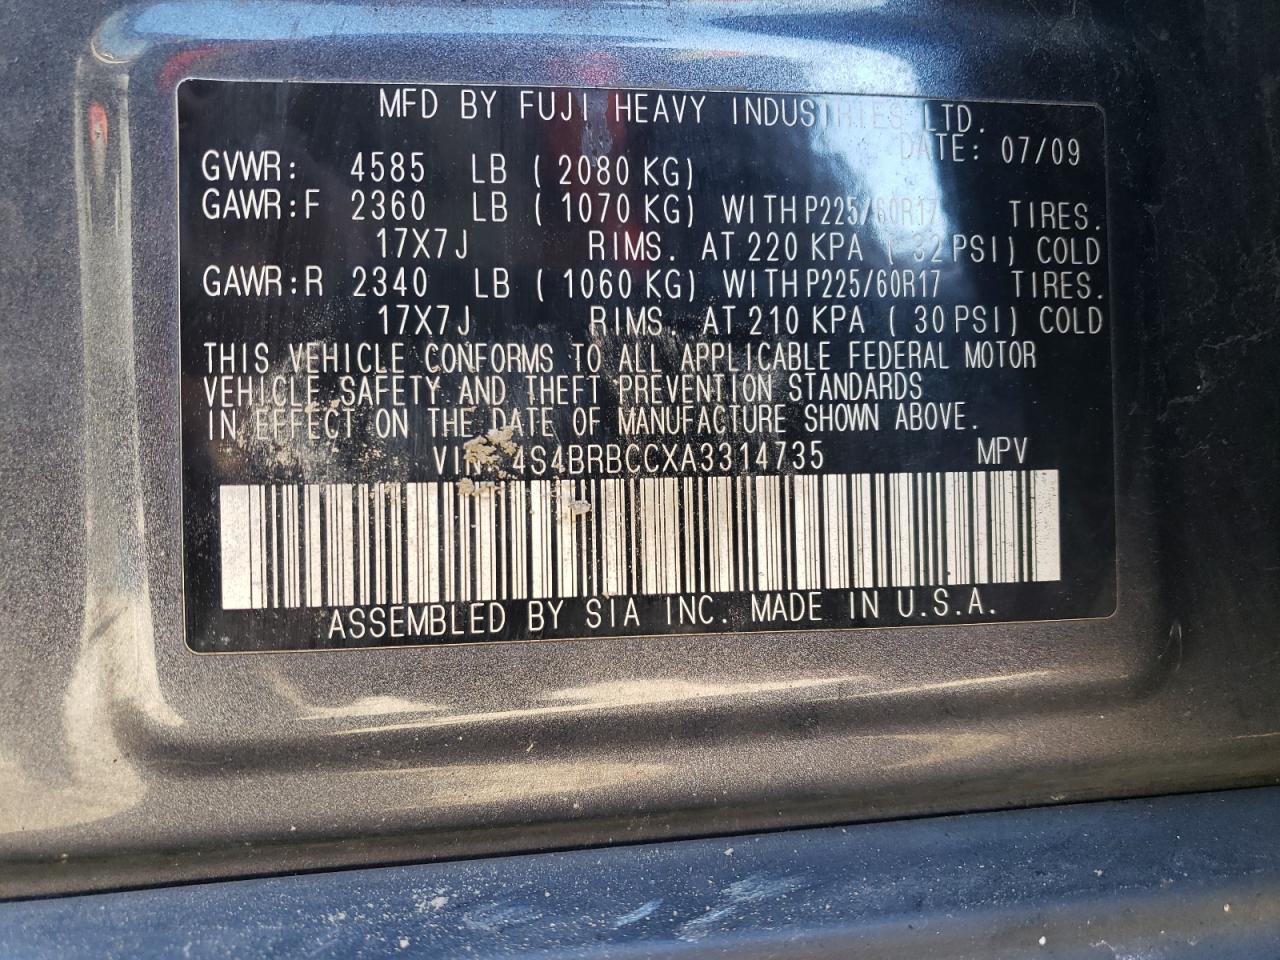 MFD BY FUJI HEAVY INDUSTRIES LTD.
DATE: 07/09
GVWR: 4585 LB ( 2080 KG)
GAWR:F 2360 LB ( 1070 KG) WITH P225/60R17 TIRES.
17X7J RIMS. AT 220 KPA ( 32 PSI) COLD
GAWR:R 2340 LB ( 1060 KG) WITH P225/60R17 TIRES.
17X7J RIMS. AT 210 KPA ( 30 PSI) COLD
THIS VEHICLE CONFORMS TO ALL APPLICABLE FEDERAL MOTOR
VEHICLE SAFETY AND THEFT PREVENTION STANDARDS
IN EFFECT ON THE DATE OF MANUFACTURE SHOWN ABOVE.
VIN: 4S4BRBCCXA3314735 MPV
ASSEMBLED BY SIA INC. MADE IN U.S.A.